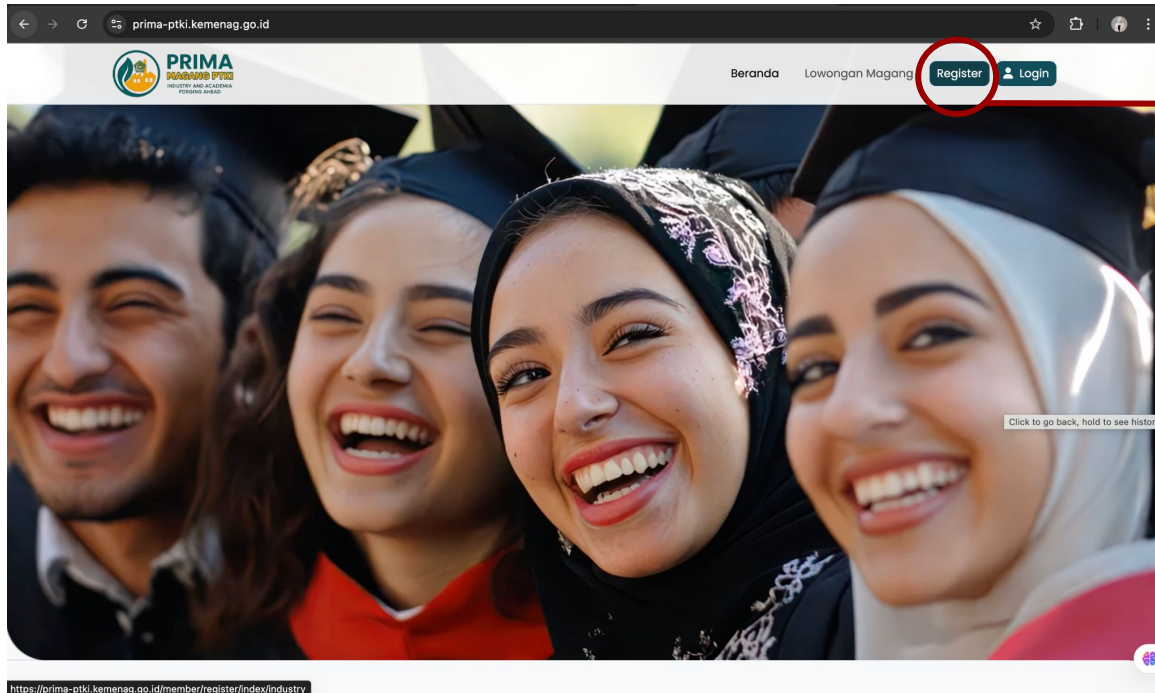 prima-ptki.kemenag.go.id
PRIMA
MAGANG PTKI
INDUSTRY AND ACADEMIA
FORGING AHEAD
Beranda
Lowongan Magang
Register
Login
Click to go back, hold to see histor
https://prima-ptki.kemenag.go.id/member/register/index/industry